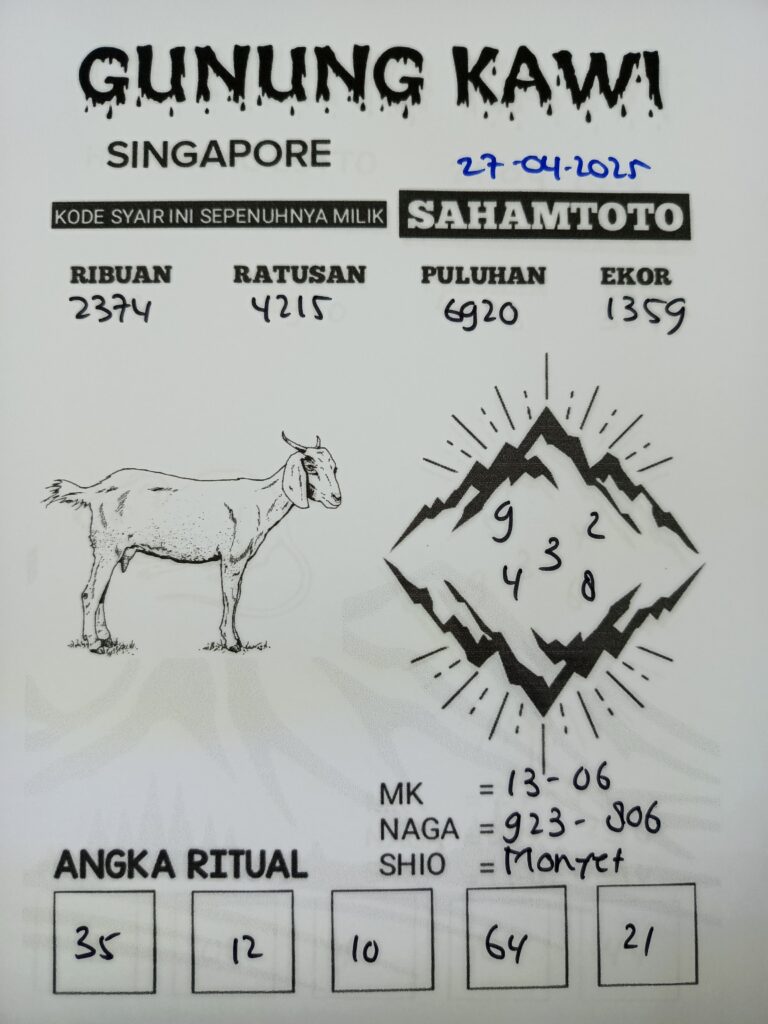 GUNUNG KAWI
SINGAPORE 27-04-2025
KODE SYAIR INI SEPENUHNYA MILIK SAHAMTOTO
RIBUAN RATUSAN PULUHAN EKOR
2374 4215 6920 1359
9 2
3
4 8
MK = 13-06
NAGA = 923-806
SHIO = Monyet
ANGKA RITUAL
35 12 10 64 21